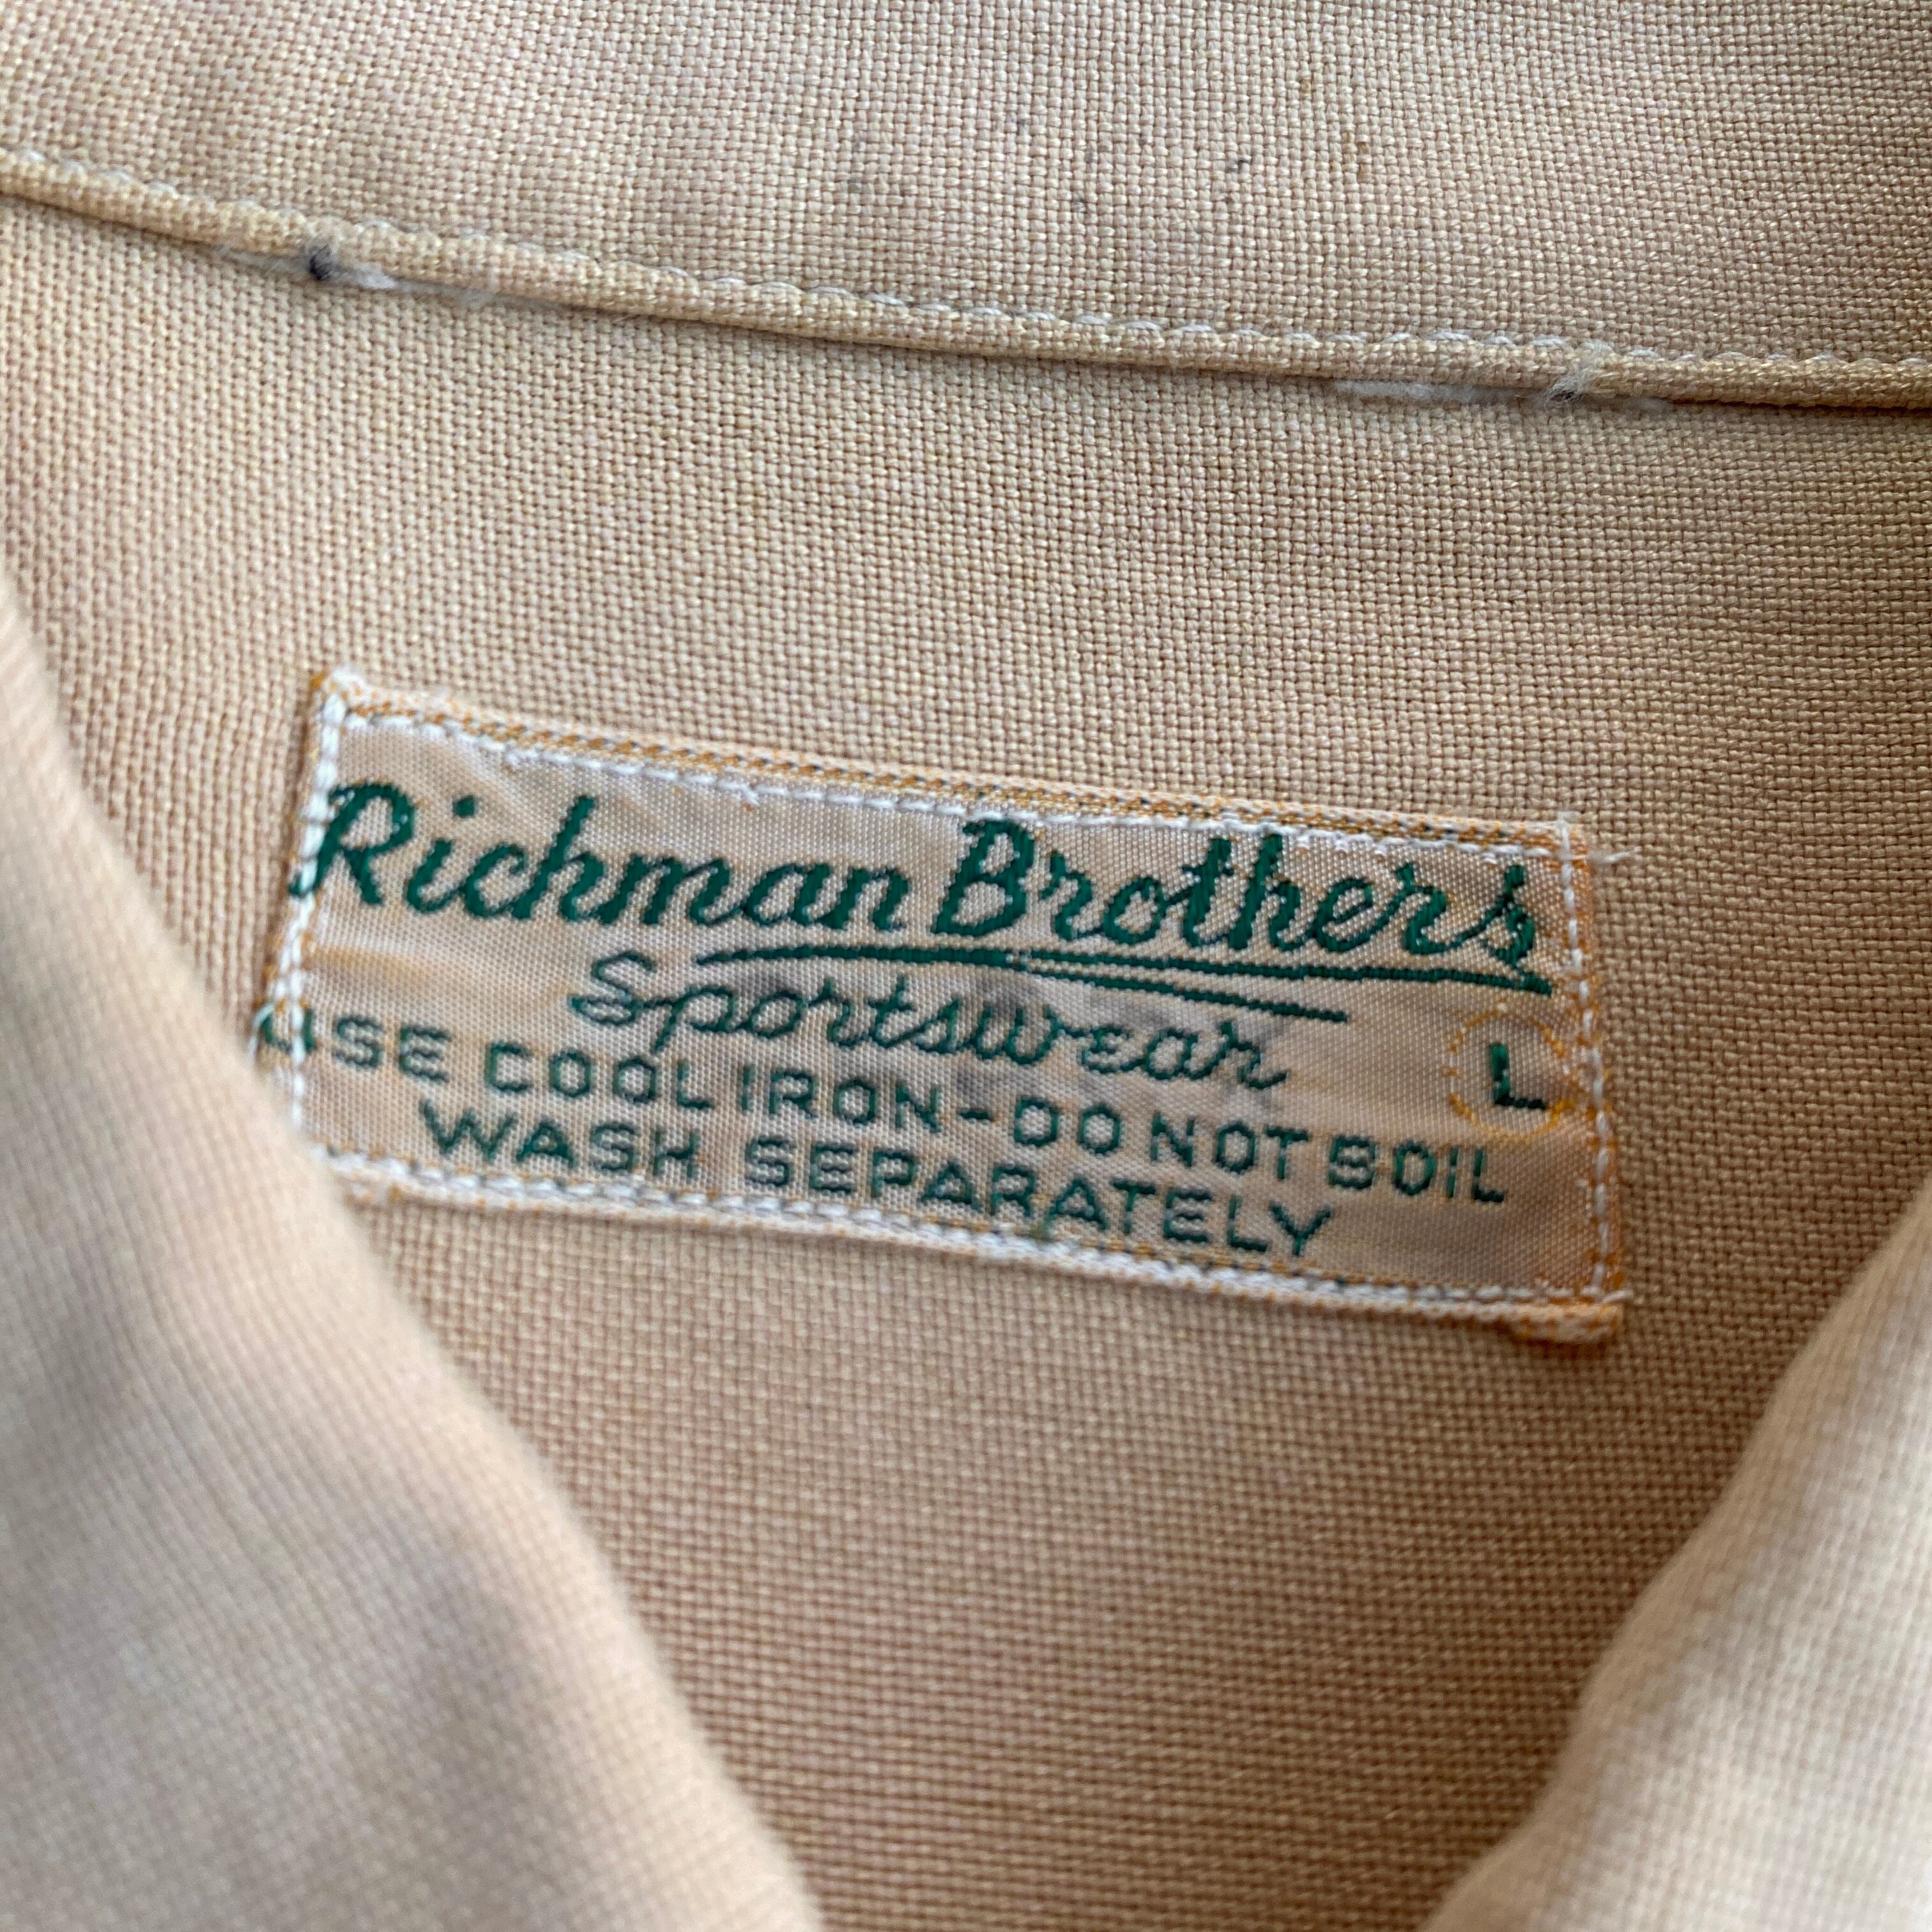 Richman Brothers
Sportswear
L
USE COOL IRON-DO NOT BOIL
WASH SEPARATELY